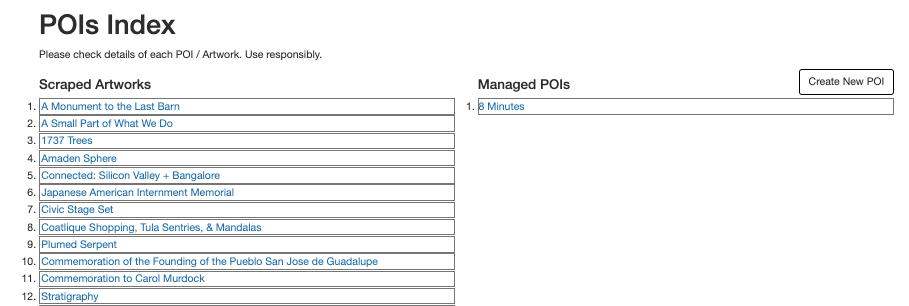 POIs Index
Please check details of each POI / Artwork. Use responsibly.
Scraped Artworks
1. A Monument to the Last Barn
2. A Small Part of What We Do
3. 1737 Trees
4. Amaden Sphere
5. Connected: Silicon Valley + Bangalore
6. Japanese American Internment Memorial
7. Civic Stage Set
8. Coatlique Shopping, Tula Sentries, & Mandalas
9. Plumed Serpent
10. Commemoration of the Founding of the Pueblo San Jose de Guadalupe
11. Commemoration to Carol Murdock
12. Stratigraphy
Managed POIs
Create New POI
1. 8 Minutes